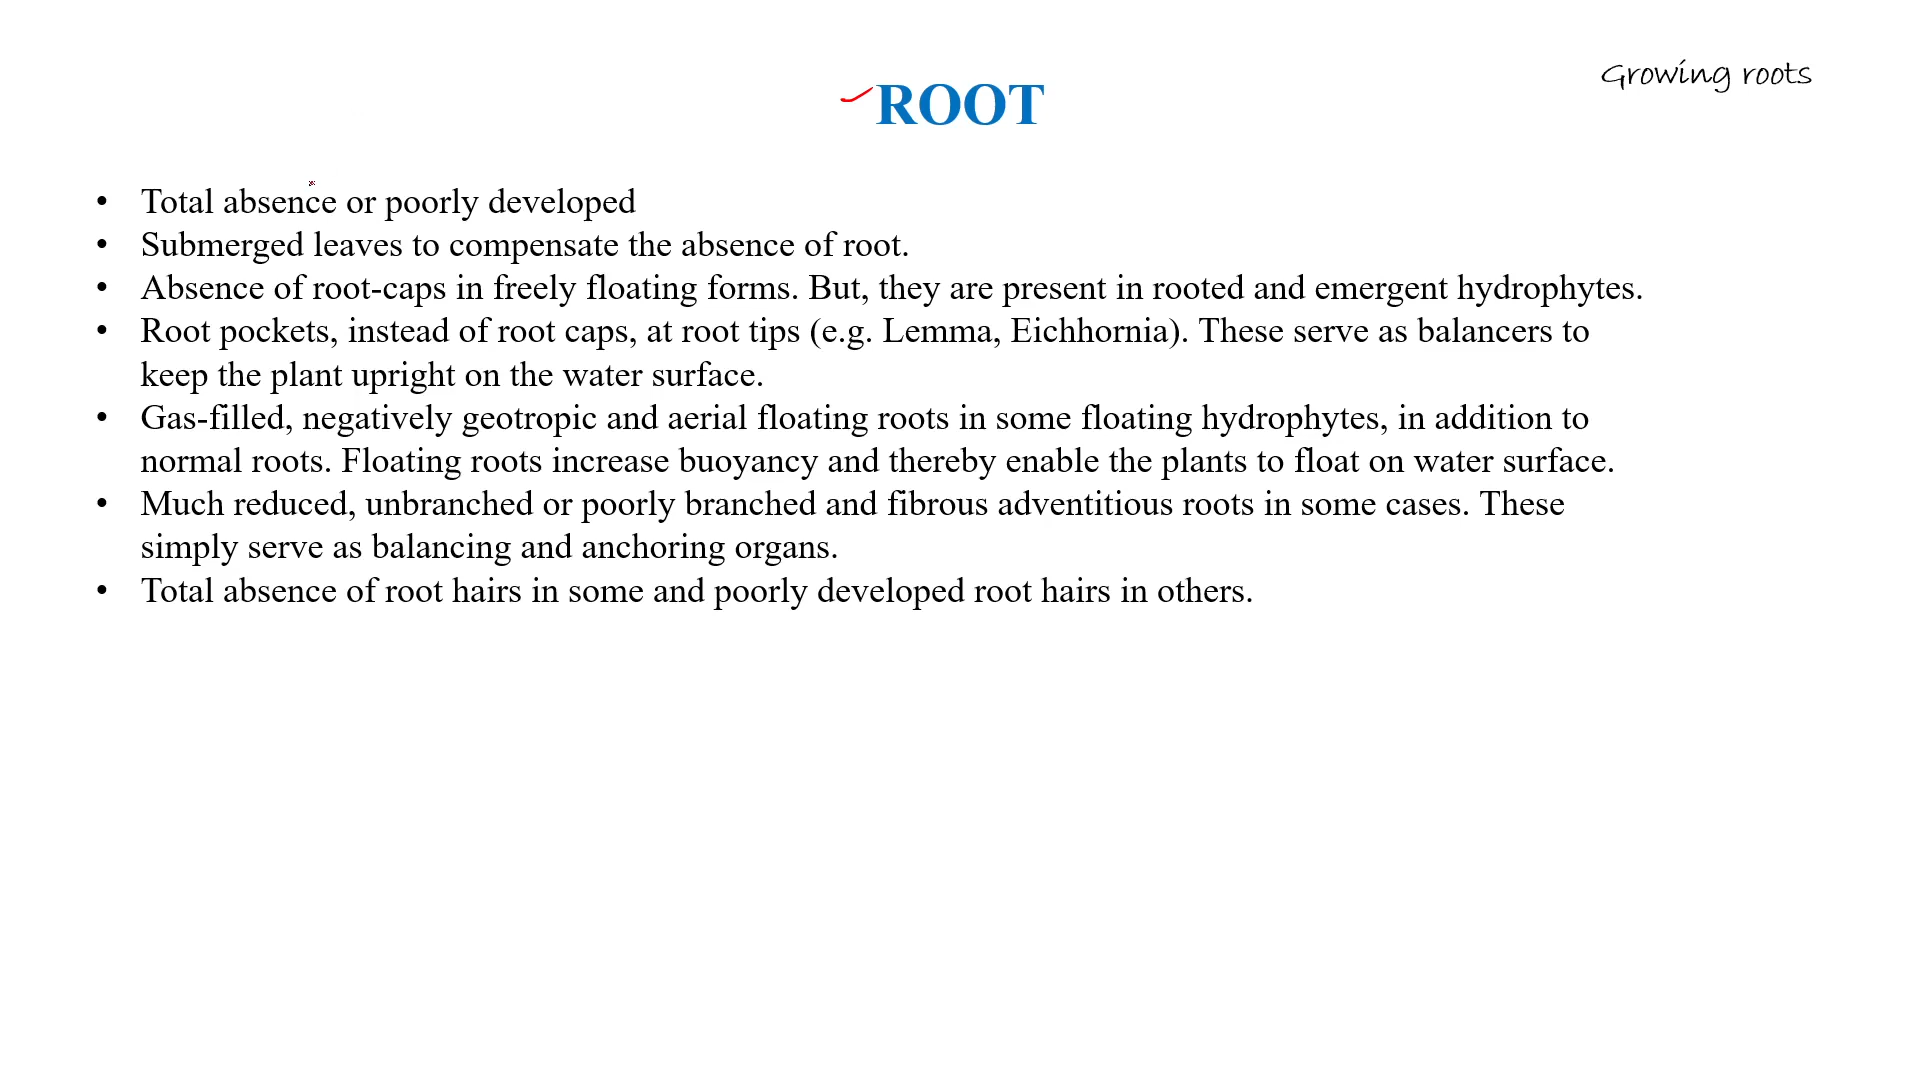 Growing roots
ROOT
• Total absence or poorly developed
• Submerged leaves to compensate the absence of root.
• Absence of root-caps in freely floating forms. But, they are present in rooted and emergent hydrophytes.
• Root pockets, instead of root caps, at root tips (e.g. Lemma, Eichhornia). These serve as balancers to
keep the plant upright on the water surface.
• Gas-filled, negatively geotropic and aerial floating roots in some floating hydrophytes, in addition to
normal roots. Floating roots increase buoyancy and thereby enable the plants to float on water surface.
• Much reduced, unbranched or poorly branched and fibrous adventitious roots in some cases. These
simply serve as balancing and anchoring organs.
• Total absence of root hairs in some and poorly developed root hairs in others.